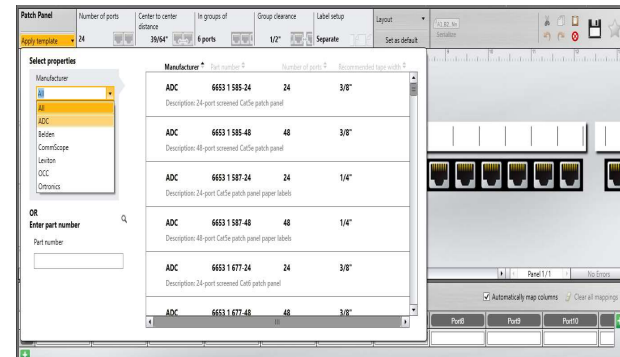 Patch Panel
Number of ports
Center to center distance
In groups of
Group clearance
Label setup
Layout
A1, B2, No
Serialize
Apply template
24
39/64"
6 ports
1/2"
Separate
Set as default
Select properties
Manufacturer
All
All
ADC
Belden
CommScope
Leviton
OCC
Ortronics
OR
Enter part number
Part number
Manufacturer Part number Number of ports Recommended tape width
ADC 6653 1 585-24 24 3/8"
Description: 24-port screened Cat5e patch panel
ADC 6653 1 585-48 48 3/8"
Description: 48-port screened Cat5e patch panel
ADC 6653 1 587-24 24 1/4"
Description: 24-port Cat5e patch panel paper labels
ADC 6653 1 587-48 48 1/4"
Description: 48-port Cat5e patch panel paper labels
ADC 6653 1 677-24 24 3/8"
Description: 24-port screened Cat6 patch panel
ADC 6653 1 677-48 48 3/8"
Panel 1/1
No Errors
Automatically map columns
Clear all mappings
Port8
Port9
Port10